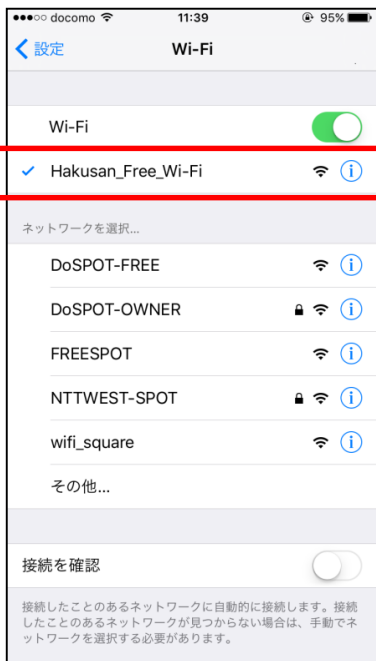 docomo 11:39 95%
設定 Wi-Fi
Wi-Fi
Hakusan_Free_Wi-Fi
ネットワークを選択...
DoSPOT-FREE
DoSPOT-OWNER
FREESPOT
NTTWEST-SPOT
wifi_square
その他...
接続を確認
接続したことのあるネットワークに自動的に接続します。接続
したことのあるネットワークが見つからない場合は、手動でネ
ットワークを選択する必要があります。